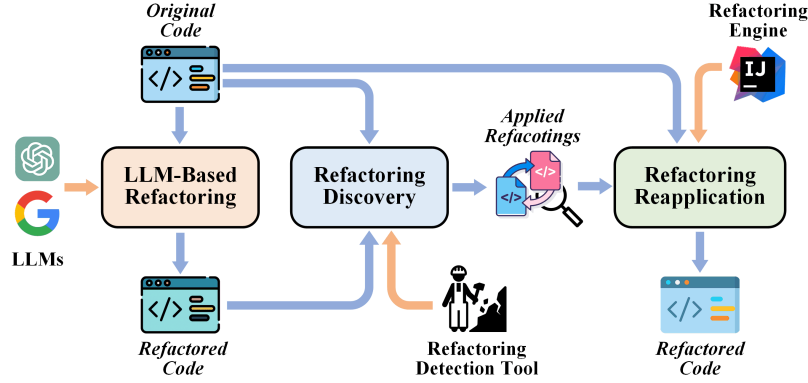 Original
Code
Refactoring
Engine
IJ
Applied
Refacotings
LLM-Based
Refactoring
Refactoring
Discovery
Refactoring
Reapplication
LLMs
Refactored
Code
Refactoring
Detection Tool
Refactored
Code